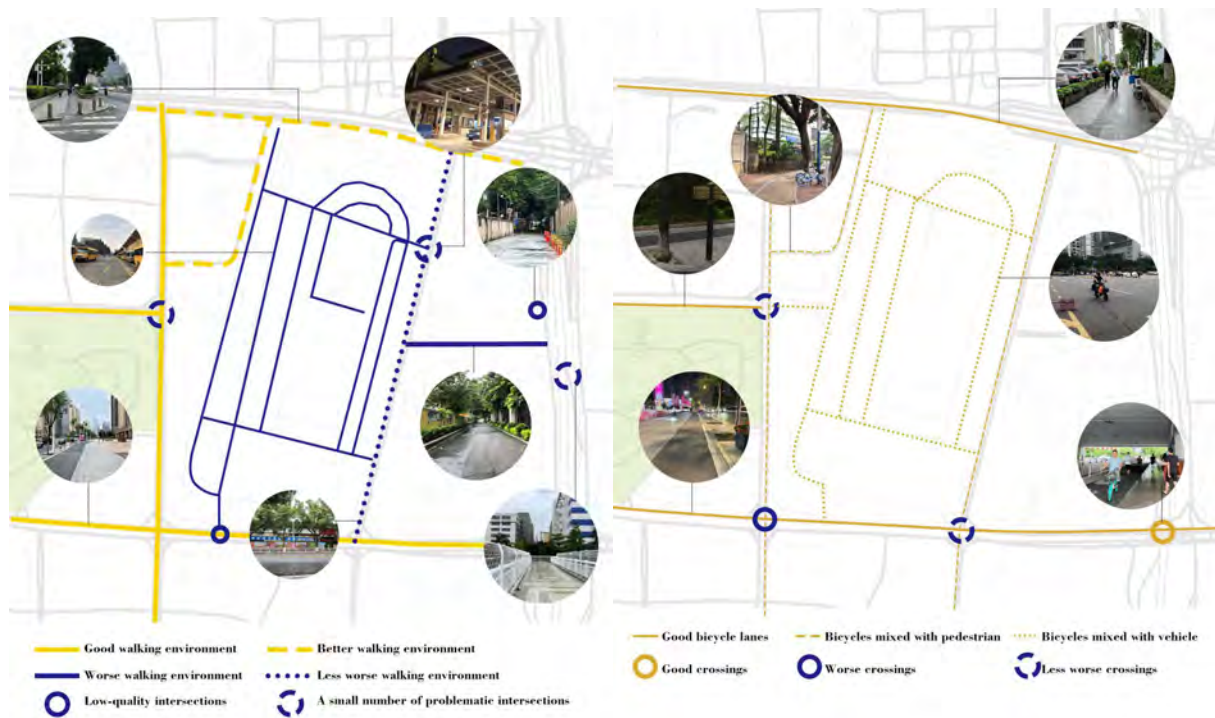 Good walking environment
Better walking environment
Worse walking environment
Less worse walking environment
Low-quality intersections
A small number of problematic intersections
Good bicycle lanes
Bicycles mixed with pedestrian
Bicycles mixed with vehicle
Good crossings
Worse crossings
Less worse crossings